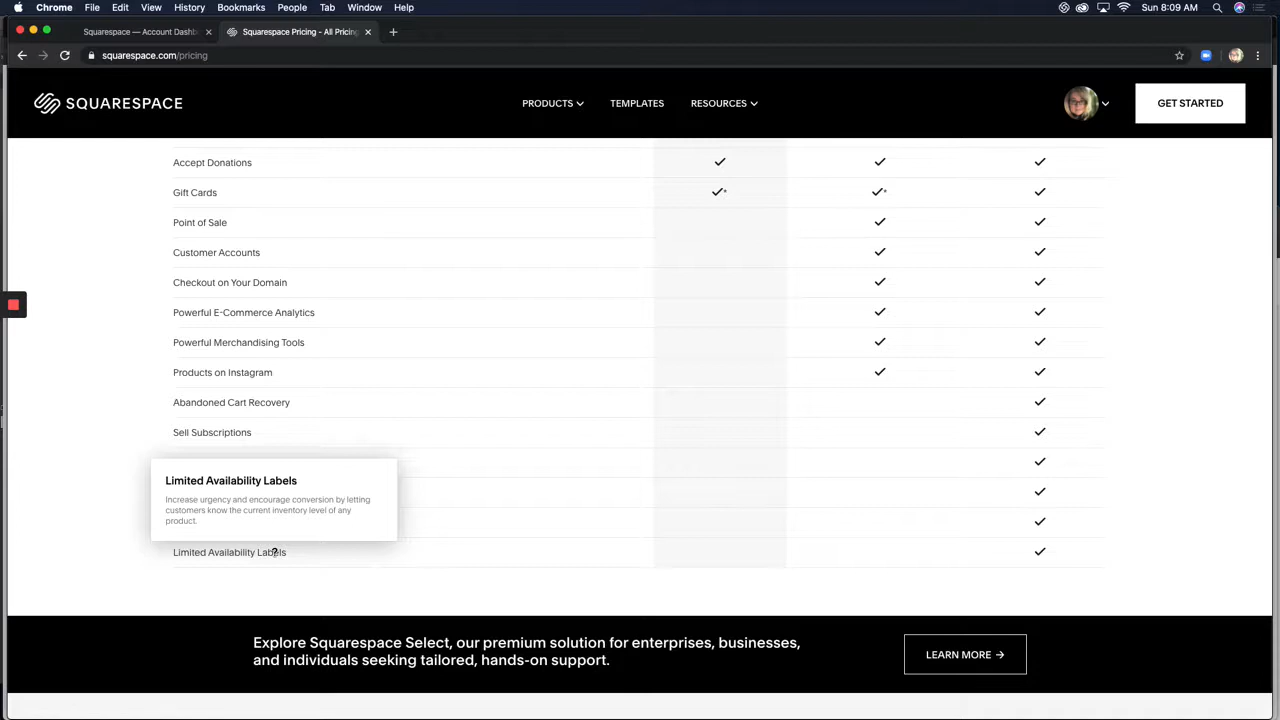 Chrome File Edit View History Bookmarks People Tab Window Help Sun 8:09 AM
Squarespace — Account Dashb × Squarespace Pricing - All Pricing × +
squarespace.com/pricing
SQUARESPACE PRODUCTS TEMPLATES RESOURCES GET STARTED
Accept Donations ✓ ✓ ✓
Gift Cards ✓* ✓* ✓
Point of Sale ✓ ✓
Customer Accounts ✓ ✓
Checkout on Your Domain ✓ ✓
Powerful E-Commerce Analytics ✓ ✓
Powerful Merchandising Tools ✓ ✓
Products on Instagram ✓ ✓
Abandoned Cart Recovery ✓
Sell Subscriptions ✓
Limited Availability Labels
Increase urgency and encourage conversion by letting
customers know the current inventory level of any
product.
Limited Availability Labels ✓
Explore Squarespace Select, our premium solution for enterprises, businesses,
and individuals seeking tailored, hands-on support.
LEARN MORE →